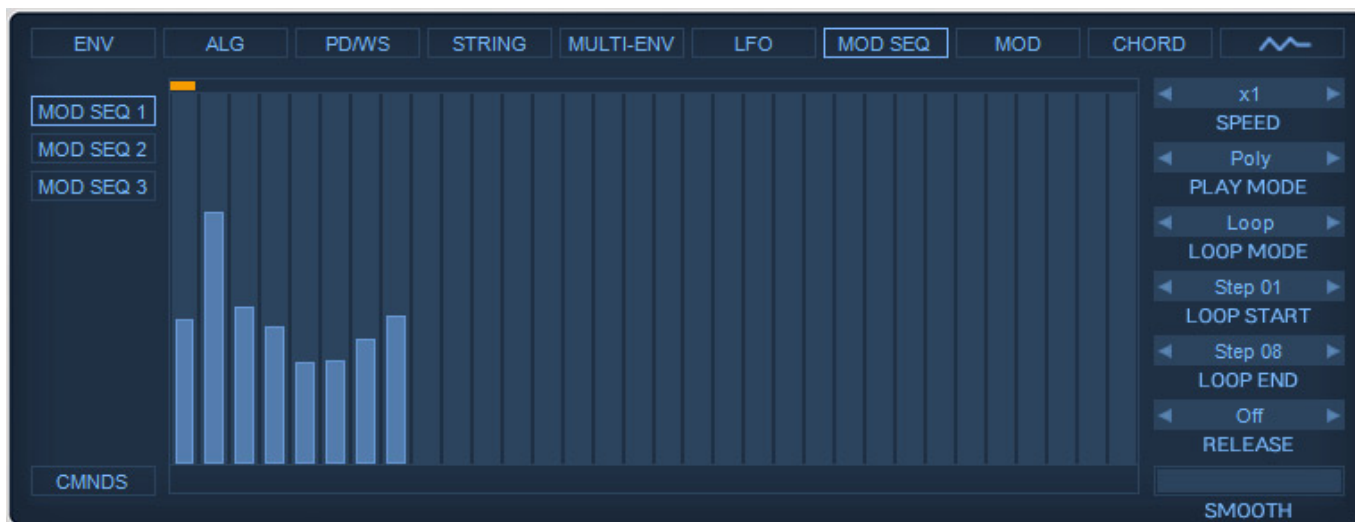 ENV ALG PD/WS STRING MULTI-ENV LFO MOD SEQ MOD CHORD
MOD SEQ 1
MOD SEQ 2
MOD SEQ 3
CMNDS
x1
SPEED
Poly
PLAY MODE
Loop
LOOP MODE
Step 01
LOOP START
Step 08
LOOP END
Off
RELEASE
SMOOTH